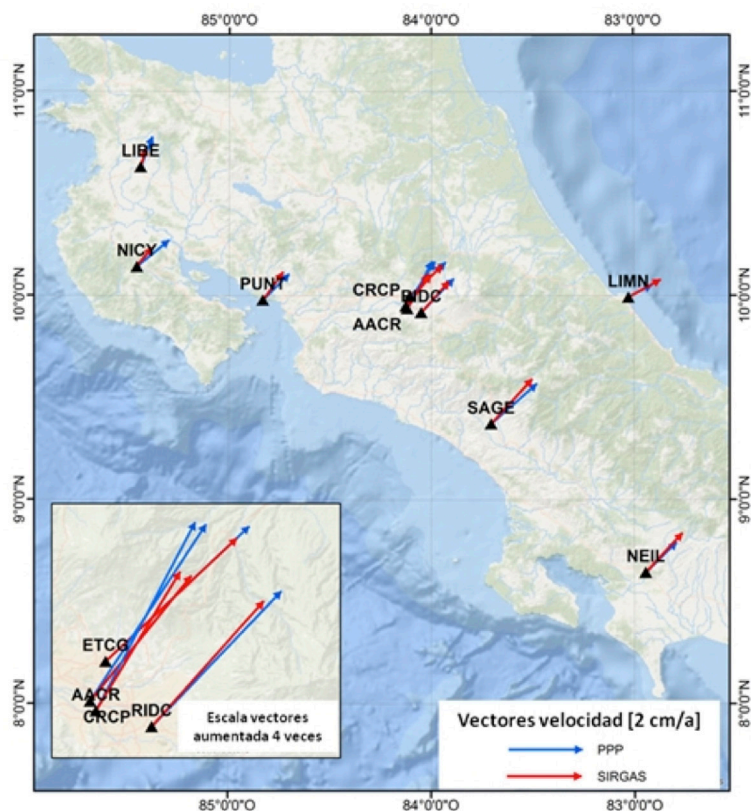 85°0'0"O 84°0'0"O 83°0'0"O
11°0'0"N 11°0'0"N
LIBE
NICY
PUNT
CRCP
RIDC
LIMN
10°0'0"N 10°0'0"N
AACR
SAGE
9°0'0"N 9°0'0"N
NEIL
ETCG
AACR
CRCP
RIDC
8°0'0"N 8°0'0"N
Escala vectores
aumentada 4 veces
Vectores velocidad [2 cm/a]
PPP
SIRGAS
85°0'0"O 84°0'0"O 83°0'0"O